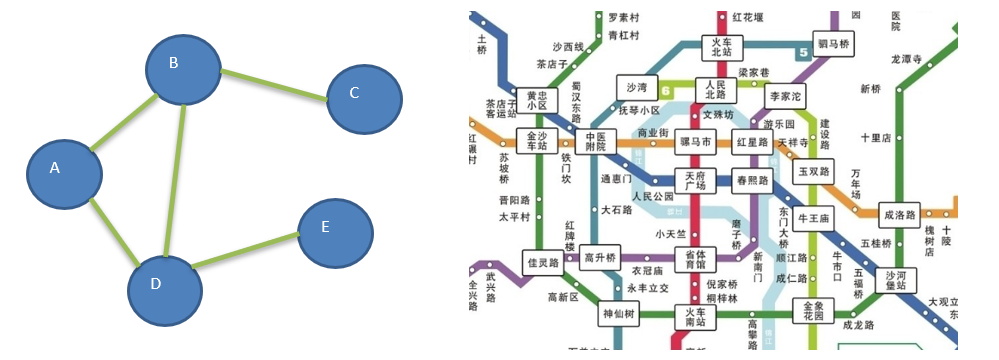 B
C
A
E
D
罗素村
青杠村
沙西线
茶店子
土桥
茶店子
客运站
黄忠
小区
蜀汉东路
沙湾
抚琴小区
红花堰
火车
北站
5
驷马桥
园
医院
龙潭寺
新桥
十里店
6
人民
北路
梁家巷
李家沱
文殊坊
游乐园
建设路
金沙
车站
中医
附院
商业街
骡马市
红星路
天祥寺
玉双路
万年场
苏坡桥
铁门坎
通惠门
人民公园
天府
广场
春熙路
东门大桥
牛王庙
成洛路
槐树店
十陵
晋阳路
太平村
大石路
红牌楼
小天竺
磨子桥
新南门
顺江路
成仁路
牛市口
五福桥
五桂桥
沙河
堡站
大观立
东
武兴路
全兴路
佳灵路
高升桥
衣冠庙
省体
育馆
倪家桥
桐梓林
高新区
永丰立交
神仙树
火车
南站
高攀路
金象
花园
成龙路